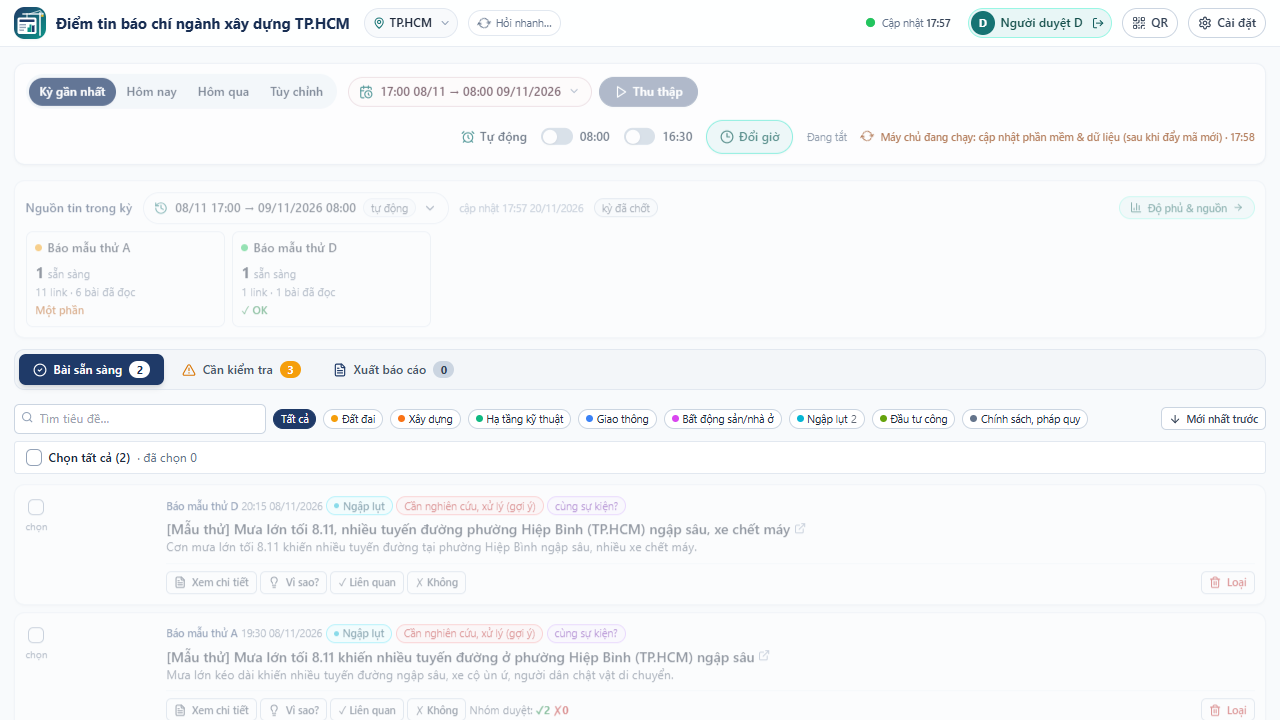 Điểm tin báo chí ngành xây dựng TP.HCM
TP.HCM
Hỏi nhanh...
Cập nhật 17:57
D Người duyệt D
QR
Cài đặt
Kỳ gần nhất Hôm nay Hôm qua Tùy chỉnh
17:00 08/11 → 08:00 09/11/2026
Thu thập
Tự động 08:00 16:30 Đổi giờ Đang tắt Máy chủ đang chạy: cập nhật phần mềm & dữ liệu (sau khi đẩy mã mới) · 17:58
Nguồn tin trong kỳ 08/11 17:00 → 09/11/2026 08:00 tự động cập nhật 17:57 20/11/2026 kỳ đã chốt Độ phủ & nguồn →
Báo mẫu thử A
1 sẵn sàng
11 link · 6 bài đã đọc
Một phần
Báo mẫu thử D
1 sẵn sàng
1 link · 1 bài đã đọc
✓ OK
Bài sẵn sàng 2 Cần kiểm tra 3 Xuất báo cáo 0
Tìm tiêu đề... Tất cả Đất đai Xây dựng Hạ tầng kỹ thuật Giao thông Bất động sản/nhà ở Ngập lụt 2 Đầu tư công Chính sách, pháp quy ↓ Mới nhất trước
Chọn tất cả (2) · đã chọn 0
chọn
Báo mẫu thử D 20:15 08/11/2026 Ngập lụt Cần nghiên cứu, xử lý (gợi ý) cùng sự kiện?
[Mẫu thử] Mưa lớn tối 8.11, nhiều tuyến đường phường Hiệp Bình (TP.HCM) ngập sâu, xe chết máy
Cơn mưa lớn tối 8.11 khiến nhiều tuyến đường tại phường Hiệp Bình ngập sâu, nhiều xe chết máy.
Xem chi tiết Vì sao? ✓ Liên quan ✗ Không Loại
chọn
Báo mẫu thử A 19:30 08/11/2026 Ngập lụt Cần nghiên cứu, xử lý (gợi ý) cùng sự kiện?
[Mẫu thử] Mưa lớn tối 8.11 khiến nhiều tuyến đường ở phường Hiệp Bình (TP.HCM) ngập sâu
Mưa lớn kéo dài khiến nhiều tuyến đường ngập sâu, xe cộ ùn ứ, người dân chật vật di chuyển.
Xem chi tiết Vì sao? ✓ Liên quan ✗ Không Nhóm duyệt: ✓2 ✗0 Loại